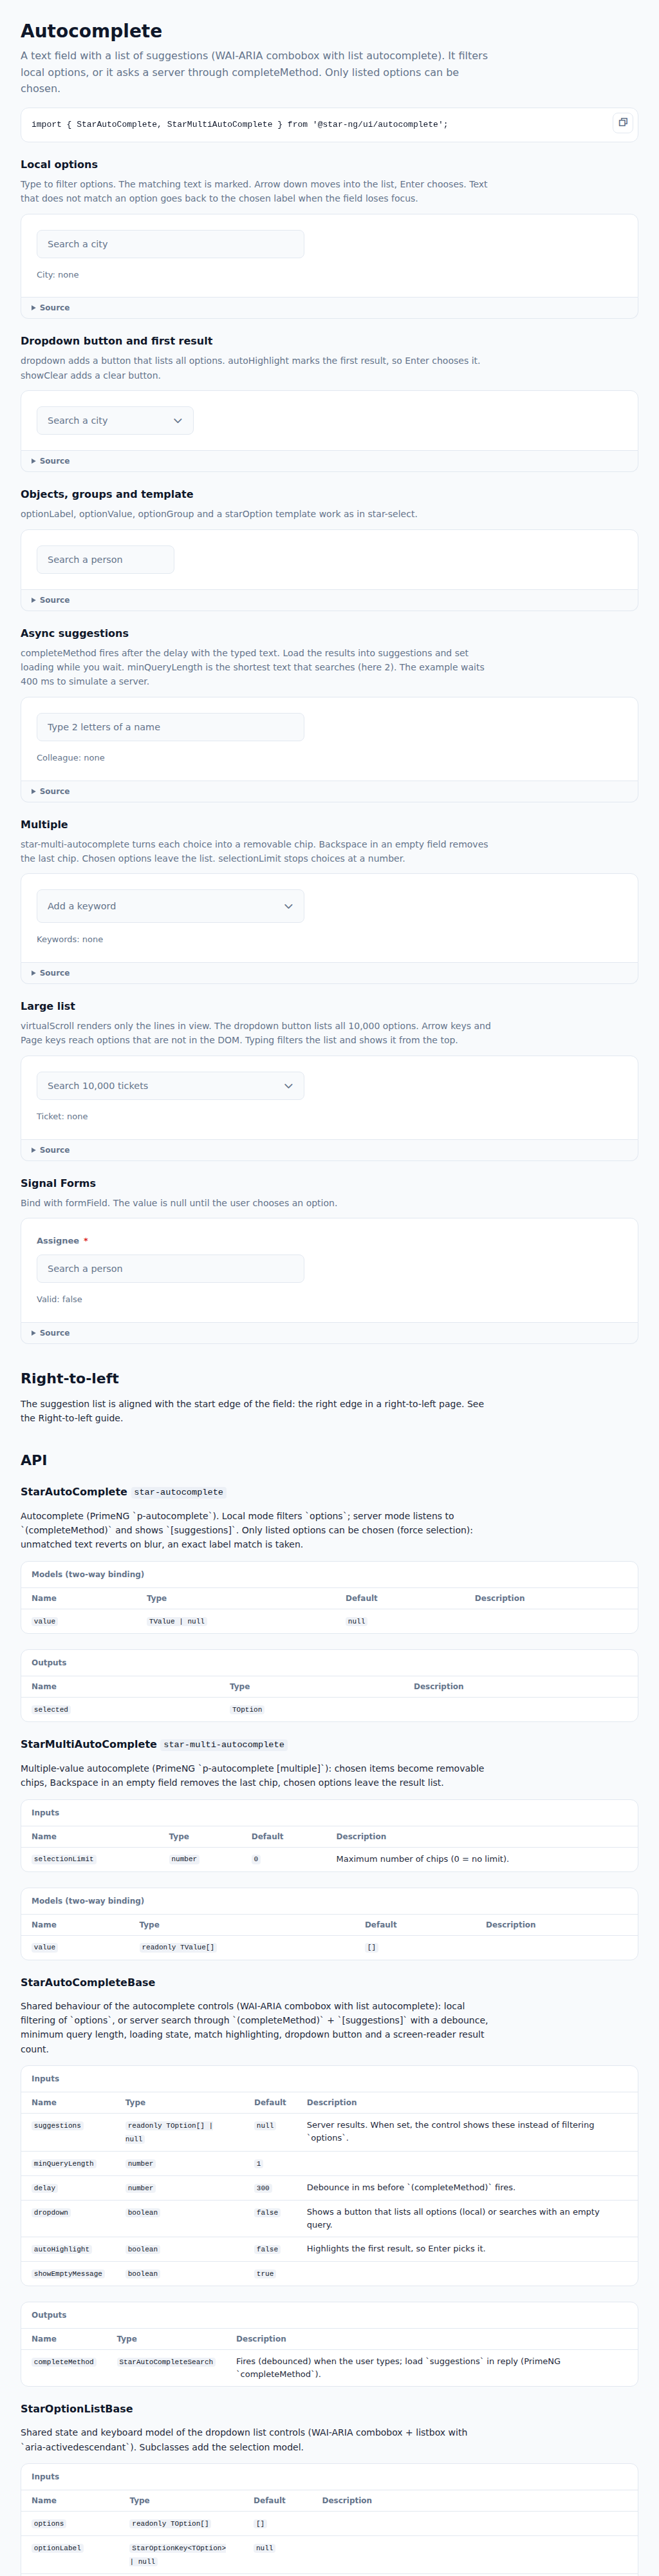 Autocomplete
A text field with a list of suggestions (WAI-ARIA combobox with list autocomplete). It filters
local options, or it asks a server through completeMethod. Only listed options can be
chosen.
import { StarAutoComplete, StarMultiAutoComplete } from '@star-ng/ui/autocomplete';
Local options
Type to filter options. The matching text is marked. Arrow down moves into the list, Enter chooses. Text
that does not match an option goes back to the chosen label when the field loses focus.
Search a city
City: none
Source
Dropdown button and first result
dropdown adds a button that lists all options. autoHighlight marks the first result, so Enter chooses it.
showClear adds a clear button.
Search a city
Source
Objects, groups and template
optionLabel, optionValue, optionGroup and a starOption template work as in star-select.
Search a person
Source
Async suggestions
completeMethod fires after the delay with the typed text. Load the results into suggestions and set
loading while you wait. minQueryLength is the shortest text that searches (here 2). The example waits
400 ms to simulate a server.
Type 2 letters of a name
Colleague: none
Source
Multiple
star-multi-autocomplete turns each choice into a removable chip. Backspace in an empty field removes
the last chip. Chosen options leave the list. selectionLimit stops choices at a number.
Add a keyword
Keywords: none
Source
Large list
virtualScroll renders only the lines in view. The dropdown button lists all 10,000 options. Arrow keys and
Page keys reach options that are not in the DOM. Typing filters the list and shows it from the top.
Search 10,000 tickets
Ticket: none
Source
Signal Forms
Bind with formField. The value is null until the user chooses an option.
Assignee *
Search a person
Valid: false
Source
Right-to-left
The suggestion list is aligned with the start edge of the field: the right edge in a right-to-left page. See
the Right-to-left guide.
API
StarAutoComplete star-autocomplete
Autocomplete (PrimeNG `p-autocomplete`). Local mode filters `options`; server mode listens to
`(completeMethod)` and shows `[suggestions]`. Only listed options can be chosen (force selection):
unmatched text reverts on blur, an exact label match is taken.
Models (two-way binding)
Name Type Default Description
value TValue | null null
Outputs
Name Type Description
selected TOption
StarMultiAutoComplete star-multi-autocomplete
Multiple-value autocomplete (PrimeNG `p-autocomplete [multiple]`): chosen items become removable
chips, Backspace in an empty field removes the last chip, chosen options leave the result list.
Inputs
Name Type Default Description
selectionLimit number 0 Maximum number of chips (0 = no limit).
Models (two-way binding)
Name Type Default Description
value readonly TValue[] []
StarAutoCompleteBase
Shared behaviour of the autocomplete controls (WAI-ARIA combobox with list autocomplete): local
filtering of `options`, or server search through `(completeMethod)` + `[suggestions]` with a debounce,
minimum query length, loading state, match highlighting, dropdown button and a screen-reader result
count.
Inputs
Name Type Default Description
suggestions readonly TOption[] | null null Server results. When set, the control shows these instead of filtering
`options`.
minQueryLength number 1
delay number 300 Debounce in ms before `(completeMethod)` fires.
dropdown boolean false Shows a button that lists all options (local) or searches with an empty
query.
autoHighlight boolean false Highlights the first result, so Enter picks it.
showEmptyMessage boolean true
Outputs
Name Type Description
completeMethod StarAutoCompleteSearch Fires (debounced) when the user types; load `suggestions` in reply (PrimeNG
`completeMethod`).
StarOptionListBase
Shared state and keyboard model of the dropdown list controls (WAI-ARIA combobox + listbox with
`aria-activedescendant`). Subclasses add the selection model.
Inputs
Name Type Default Description
options readonly TOption[] []
optionLabel StarOptionKey<TOption> | null null